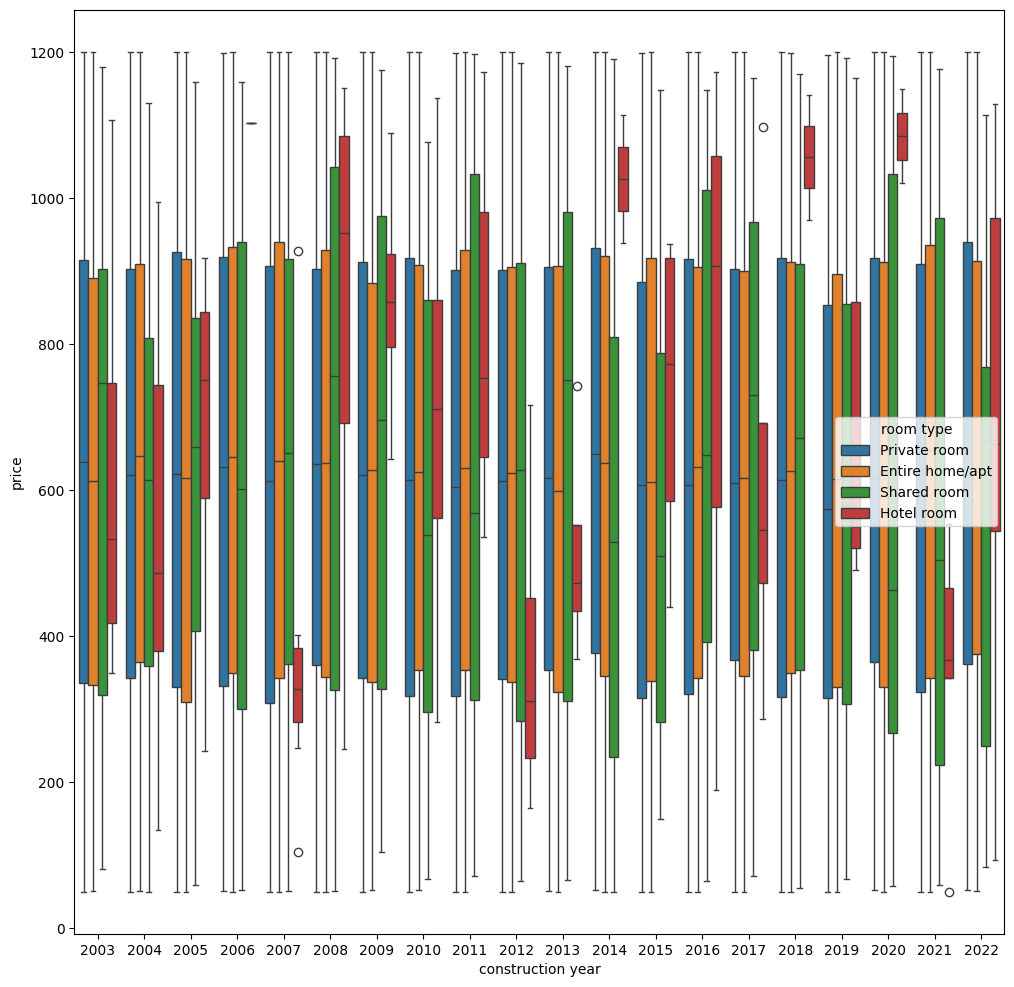 1200
1000
800
600
400
200
0
price
room type
Private room
Entire home/apt
Shared room
Hotel room
2003 2004 2005 2006 2007 2008 2009 2010 2011 2012 2013 2014 2015 2016 2017 2018 2019 2020 2021 2022
construction year